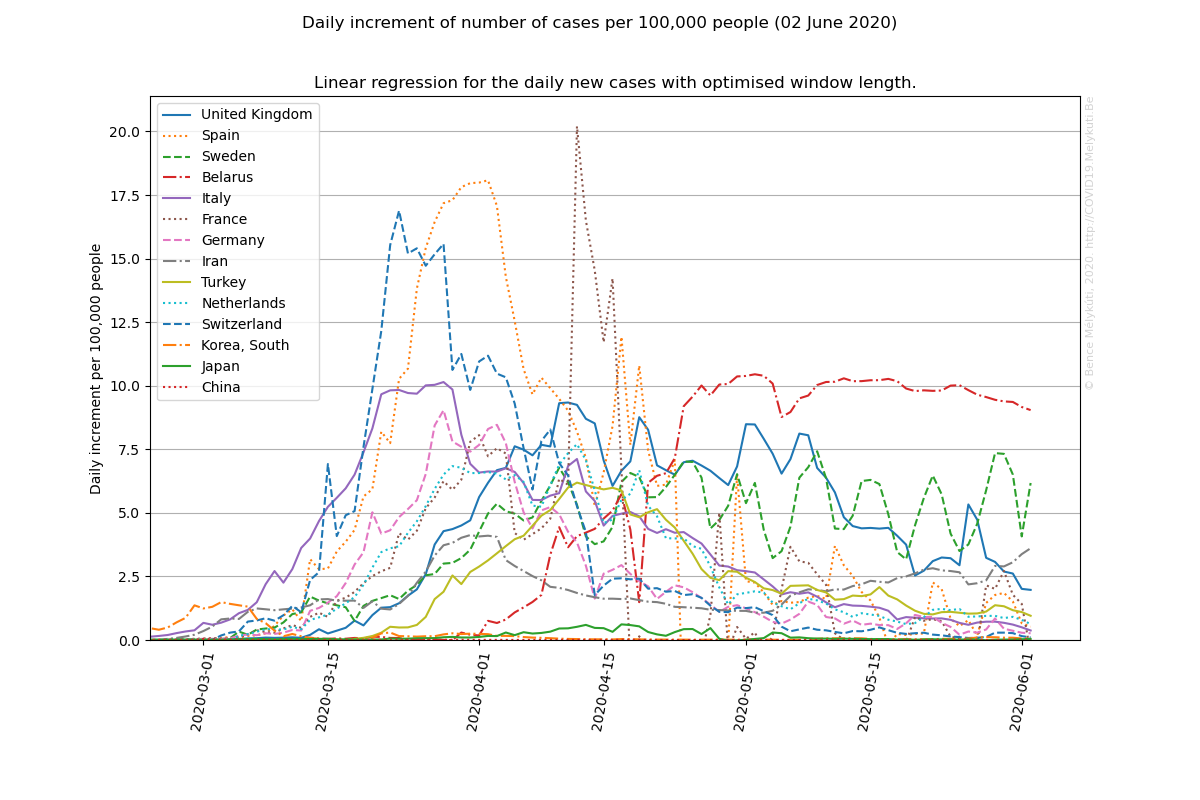 Daily increment of number of cases per 100,000 people (02 June 2020)
Linear regression for the daily new cases with optimised window length.
Daily increment per 100,000 people
20.0
17.5
15.0
12.5
10.0
7.5
5.0
2.5
0.0
United Kingdom
Spain
Sweden
Belarus
Italy
France
Germany
Iran
Turkey
Netherlands
Switzerland
Korea, South
Japan
China
2020-03-01
2020-03-15
2020-04-01
2020-04-15
2020-05-01
2020-05-15
2020-06-01
© Bence Mélykúti, 2020. http://COVID19.Melykuti.Be